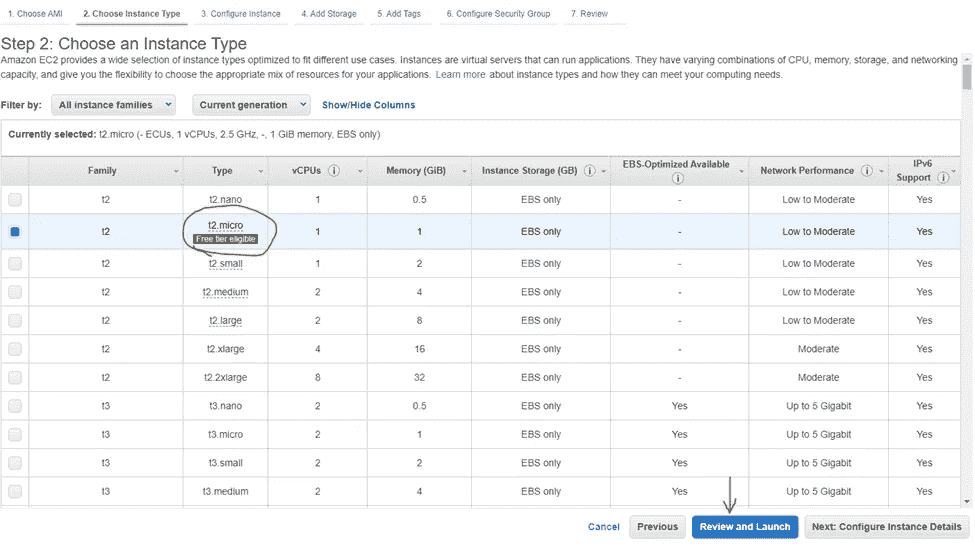 1. Choose AMI 2. Choose Instance Type 3. Configure Instance 4. Add Storage 5. Add Tags 6. Configure Security Group 7. Review
Step 2: Choose an Instance Type
Amazon EC2 provides a wide selection of instance types optimized to fit different use cases. Instances are virtual servers that can run applications. They have varying combinations of CPU, memory, storage, and networking
capacity, and give you the flexibility to choose the appropriate mix of resources for your applications. Learn more about instance types and how they can meet your computing needs.
Filter by: All instance families Current generation Show/Hide Columns
Currently selected: t2.micro (- ECUs, 1 vCPUs, 2.5 GHz, -, 1 GiB memory, EBS only)
Family Type vCPUs i Memory (GiB) Instance Storage (GB) i EBS-Optimized Available i Network Performance i IPv6 Support i
t2 t2.nano 1 0.5 EBS only - Low to Moderate Yes
t2 t2.micro Free tier eligible 1 1 EBS only - Low to Moderate Yes
t2 t2.small 1 2 EBS only - Low to Moderate Yes
t2 t2.medium 2 4 EBS only - Low to Moderate Yes
t2 t2.large 2 8 EBS only - Low to Moderate Yes
t2 t2.xlarge 4 16 EBS only - Moderate Yes
t2 t2.2xlarge 8 32 EBS only - Moderate Yes
t3 t3.nano 2 0.5 EBS only Yes Up to 5 Gigabit Yes
t3 t3.micro 2 1 EBS only Yes Up to 5 Gigabit Yes
t3 t3.small 2 2 EBS only Yes Up to 5 Gigabit Yes
t3 t3.medium 2 4 EBS only Yes Up to 5 Gigabit Yes
Cancel Previous Review and Launch Next: Configure Instance Details